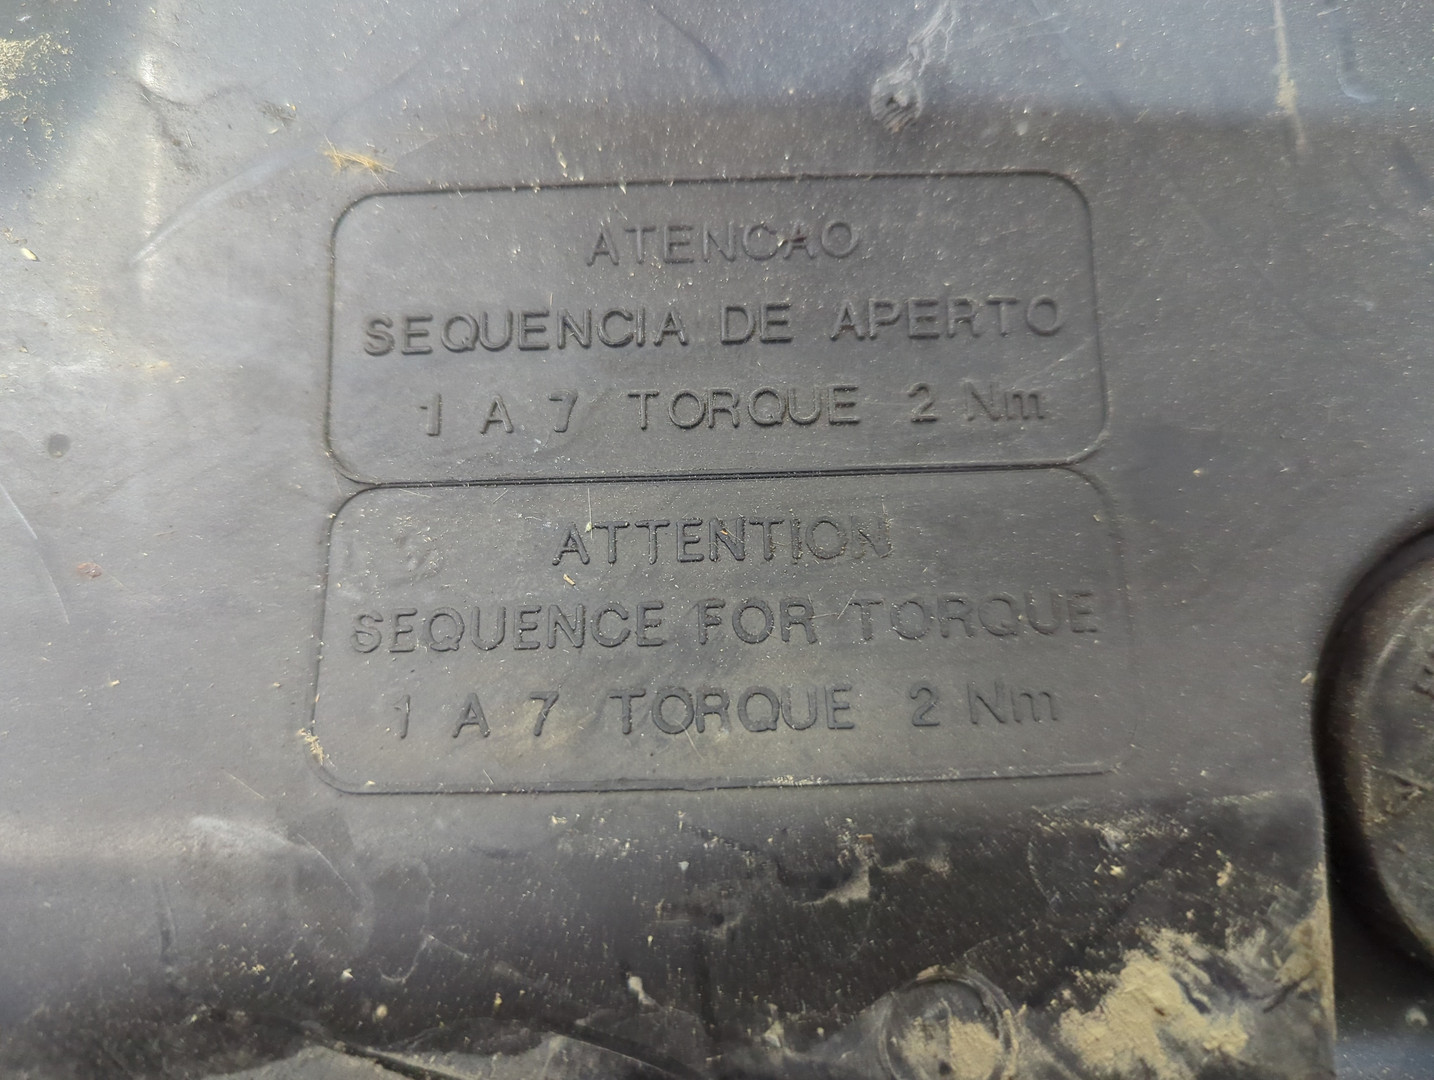 ATENCAO
SEQUENCIA DE APERTO
1 A 7 TORQUE 2 Nm
ATTENTION
SEQUENCE FOR TORQUE
1 A 7 TORQUE 2 Nm